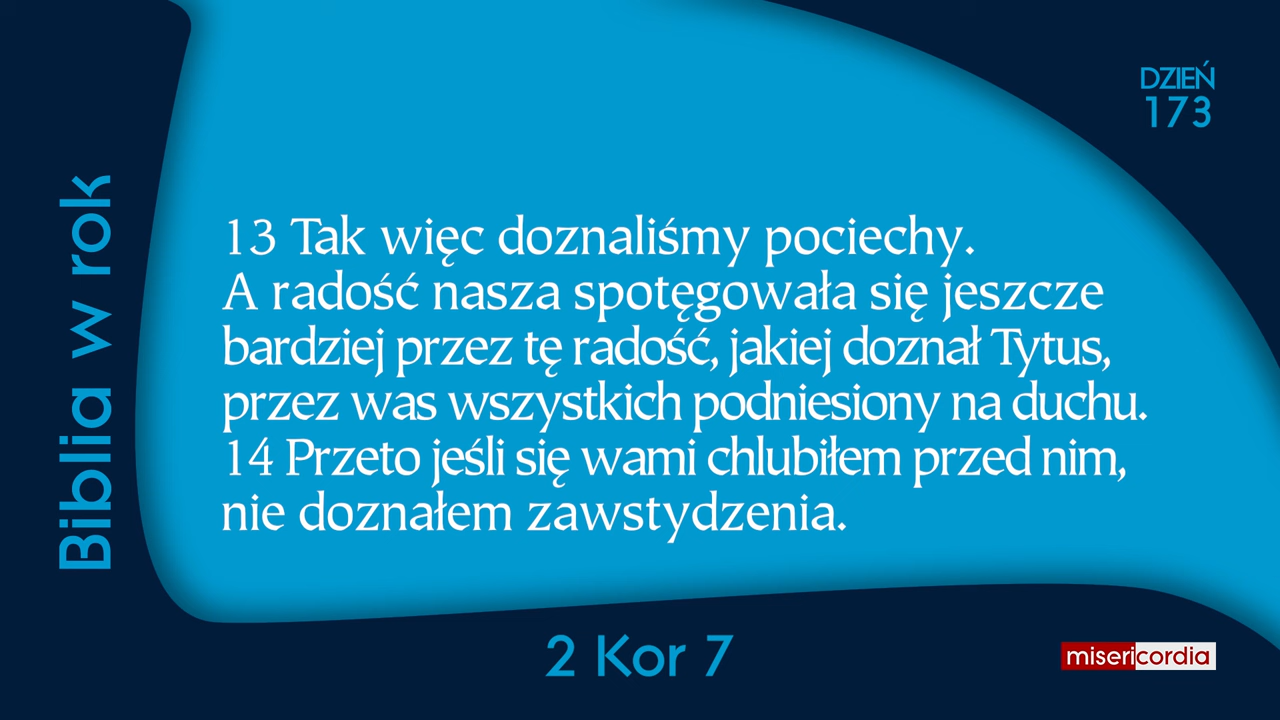 DZIEŃ
173
Biblia w rok
13 Tak więc doznaliśmy pociechy.
A radość nasza spotęgowała się jeszcze
bardziej przez tę radość, jakiej doznał Tytus,
przez was wszystkich podniesiony na duchu.
14 Przeto jeśli się wami chlubiłem przed nim,
nie doznałem zawstydzenia.
2 Kor 7
misericordia